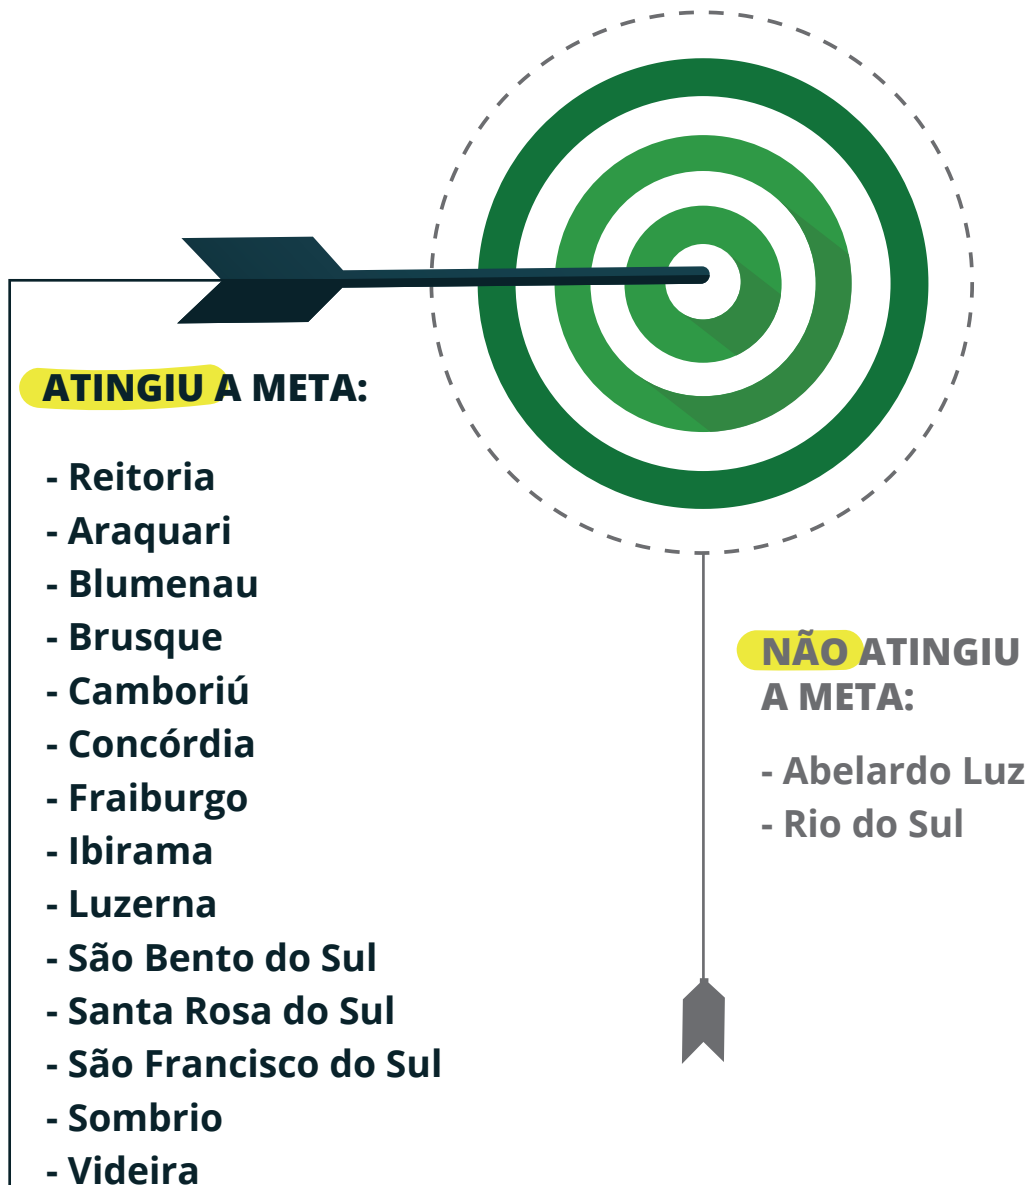 ATINGIU A META:
- Reitoria
- Araquari
- Blumenau
- Brusque
- Camboriú
- Concórdia
- Fraiburgo
- Ibirama
- Luzerna
- São Bento do Sul
- Santa Rosa do Sul
- São Francisco do Sul
- Sombrio
- Videira
NÃO ATINGIU
A META:
- Abelardo Luz
- Rio do Sul